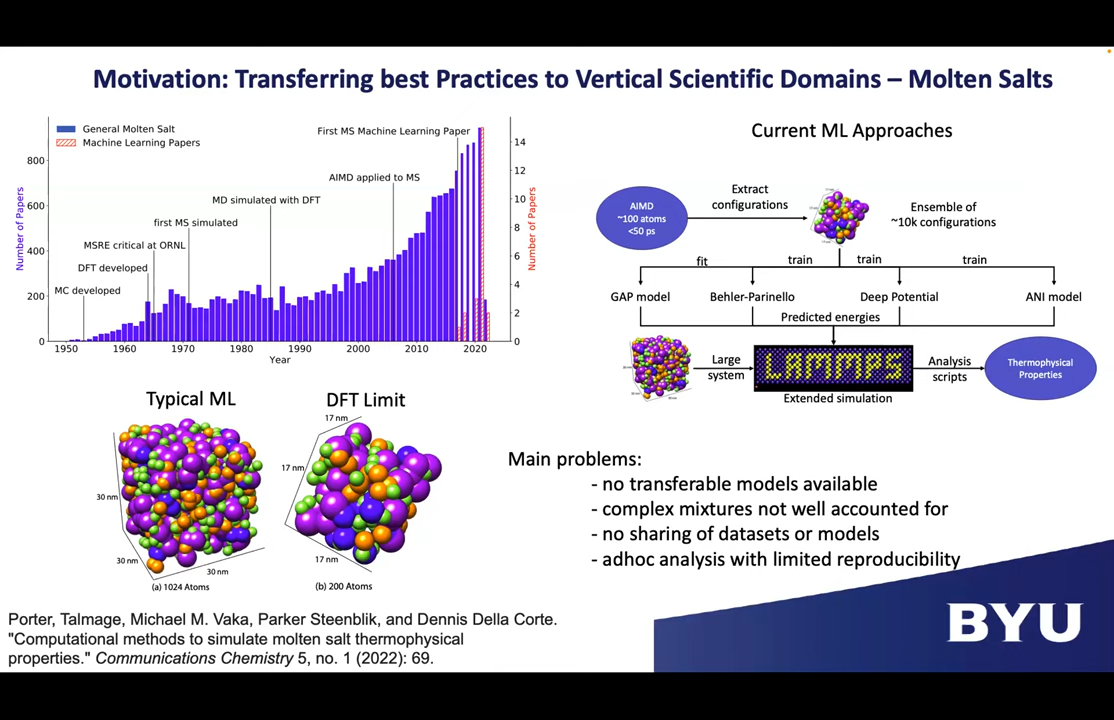 Motivation: Transferring best Practices to Vertical Scientific Domains – Molten Salts
General Molten Salt
Machine Learning Papers
First MS Machine Learning Paper
AIMD applied to MS
MD simulated with DFT
first MS simulated
MSRE critical at ORNL
DFT developed
MC developed
Number of Papers
800
600
400
200
0
14
12
10
8
6
4
2
0
Number of Papers
1950 1960 1970 1980 1990 2000 2010 2020
Year
Current ML Approaches
AIMD
~100 atoms
<50 ps
Extract
configurations
Ensemble of
~10k configurations
fit train train train
GAP model Behler-Parinello Deep Potential ANI model
Predicted energies
Large
system
LAMMPS
Analysis
scripts
Thermophysical
Properties
Extended simulation
Typical ML
30 nm
30 nm
30 nm
(a) 1024 Atoms
DFT Limit
17 nm
17 nm
17 nm
(b) 200 Atoms
Main problems:
- no transferable models available
- complex mixtures not well accounted for
- no sharing of datasets or models
- adhoc analysis with limited reproducibility
Porter, Talmage, Michael M. Vaka, Parker Steenblik, and Dennis Della Corte.
"Computational methods to simulate molten salt thermophysical
properties." Communications Chemistry 5, no. 1 (2022): 69.
BYU